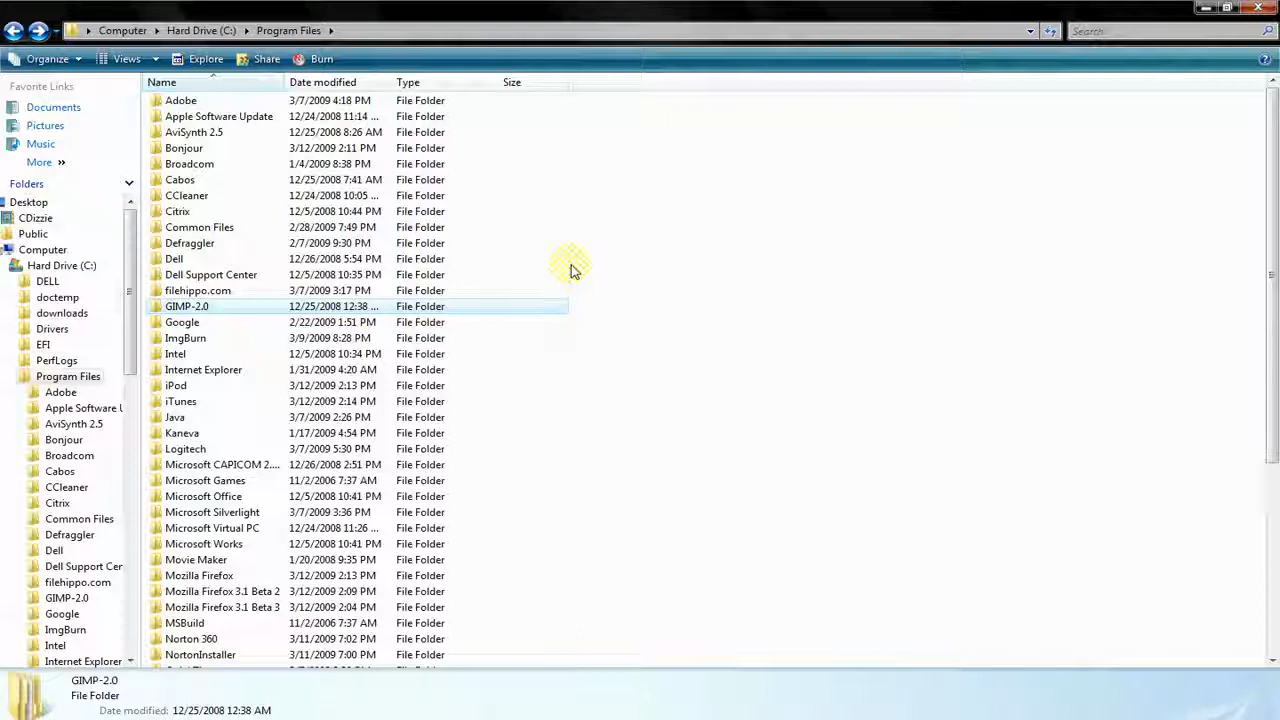 Computer ▸ Hard Drive (C:) ▸ Program Files ▸
Search
Organize Views Explore Share Burn
Favorite Links
Documents
Pictures
Music
More »
Folders
Desktop
CDizzie
Public
Computer
Hard Drive (C:)
DELL
doctemp
downloads
Drivers
EFI
PerfLogs
Program Files
Adobe
Apple Software U
AviSynth 2.5
Bonjour
Broadcom
Cabos
CCleaner
Citrix
Common Files
Defraggler
Dell
Dell Support Cer
filehippo.com
GIMP-2.0
Google
ImgBurn
Intel
Internet Explorer
Name Date modified Type Size
Adobe 3/7/2009 4:18 PM File Folder
Apple Software Update 12/24/2008 11:14 ... File Folder
AviSynth 2.5 12/25/2008 8:26 AM File Folder
Bonjour 3/12/2009 2:11 PM File Folder
Broadcom 1/4/2009 8:38 PM File Folder
Cabos 12/25/2008 7:41 AM File Folder
CCleaner 12/24/2008 10:05 ... File Folder
Citrix 12/5/2008 10:44 PM File Folder
Common Files 2/28/2009 7:49 PM File Folder
Defraggler 2/7/2009 9:30 PM File Folder
Dell 12/26/2008 5:54 PM File Folder
Dell Support Center 12/5/2008 10:35 PM File Folder
filehippo.com 3/7/2009 3:17 PM File Folder
GIMP-2.0 12/25/2008 12:38 ... File Folder
Google 2/22/2009 1:51 PM File Folder
ImgBurn 3/9/2009 8:28 PM File Folder
Intel 12/5/2008 10:34 PM File Folder
Internet Explorer 1/31/2009 4:20 AM File Folder
iPod 3/12/2009 2:13 PM File Folder
iTunes 3/12/2009 2:14 PM File Folder
Java 3/7/2009 2:26 PM File Folder
Kaneva 1/17/2009 4:54 PM File Folder
Logitech 3/7/2009 5:30 PM File Folder
Microsoft CAPICOM 2.... 12/26/2008 2:51 PM File Folder
Microsoft Games 11/2/2006 7:37 AM File Folder
Microsoft Office 12/5/2008 10:41 PM File Folder
Microsoft Silverlight 3/7/2009 3:36 PM File Folder
Microsoft Virtual PC 12/24/2008 11:26 ... File Folder
Microsoft Works 12/5/2008 10:41 PM File Folder
Movie Maker 1/20/2008 9:35 PM File Folder
Mozilla Firefox 3/12/2009 2:13 PM File Folder
Mozilla Firefox 3.1 Beta 2 3/12/2009 2:09 PM File Folder
Mozilla Firefox 3.1 Beta 3 3/12/2009 2:04 PM File Folder
MSBuild 11/2/2006 7:37 AM File Folder
Norton 360 3/11/2009 7:02 PM File Folder
NortonInstaller 3/11/2009 7:00 PM File Folder
GIMP-2.0
File Folder
Date modified: 12/25/2008 12:38 AM